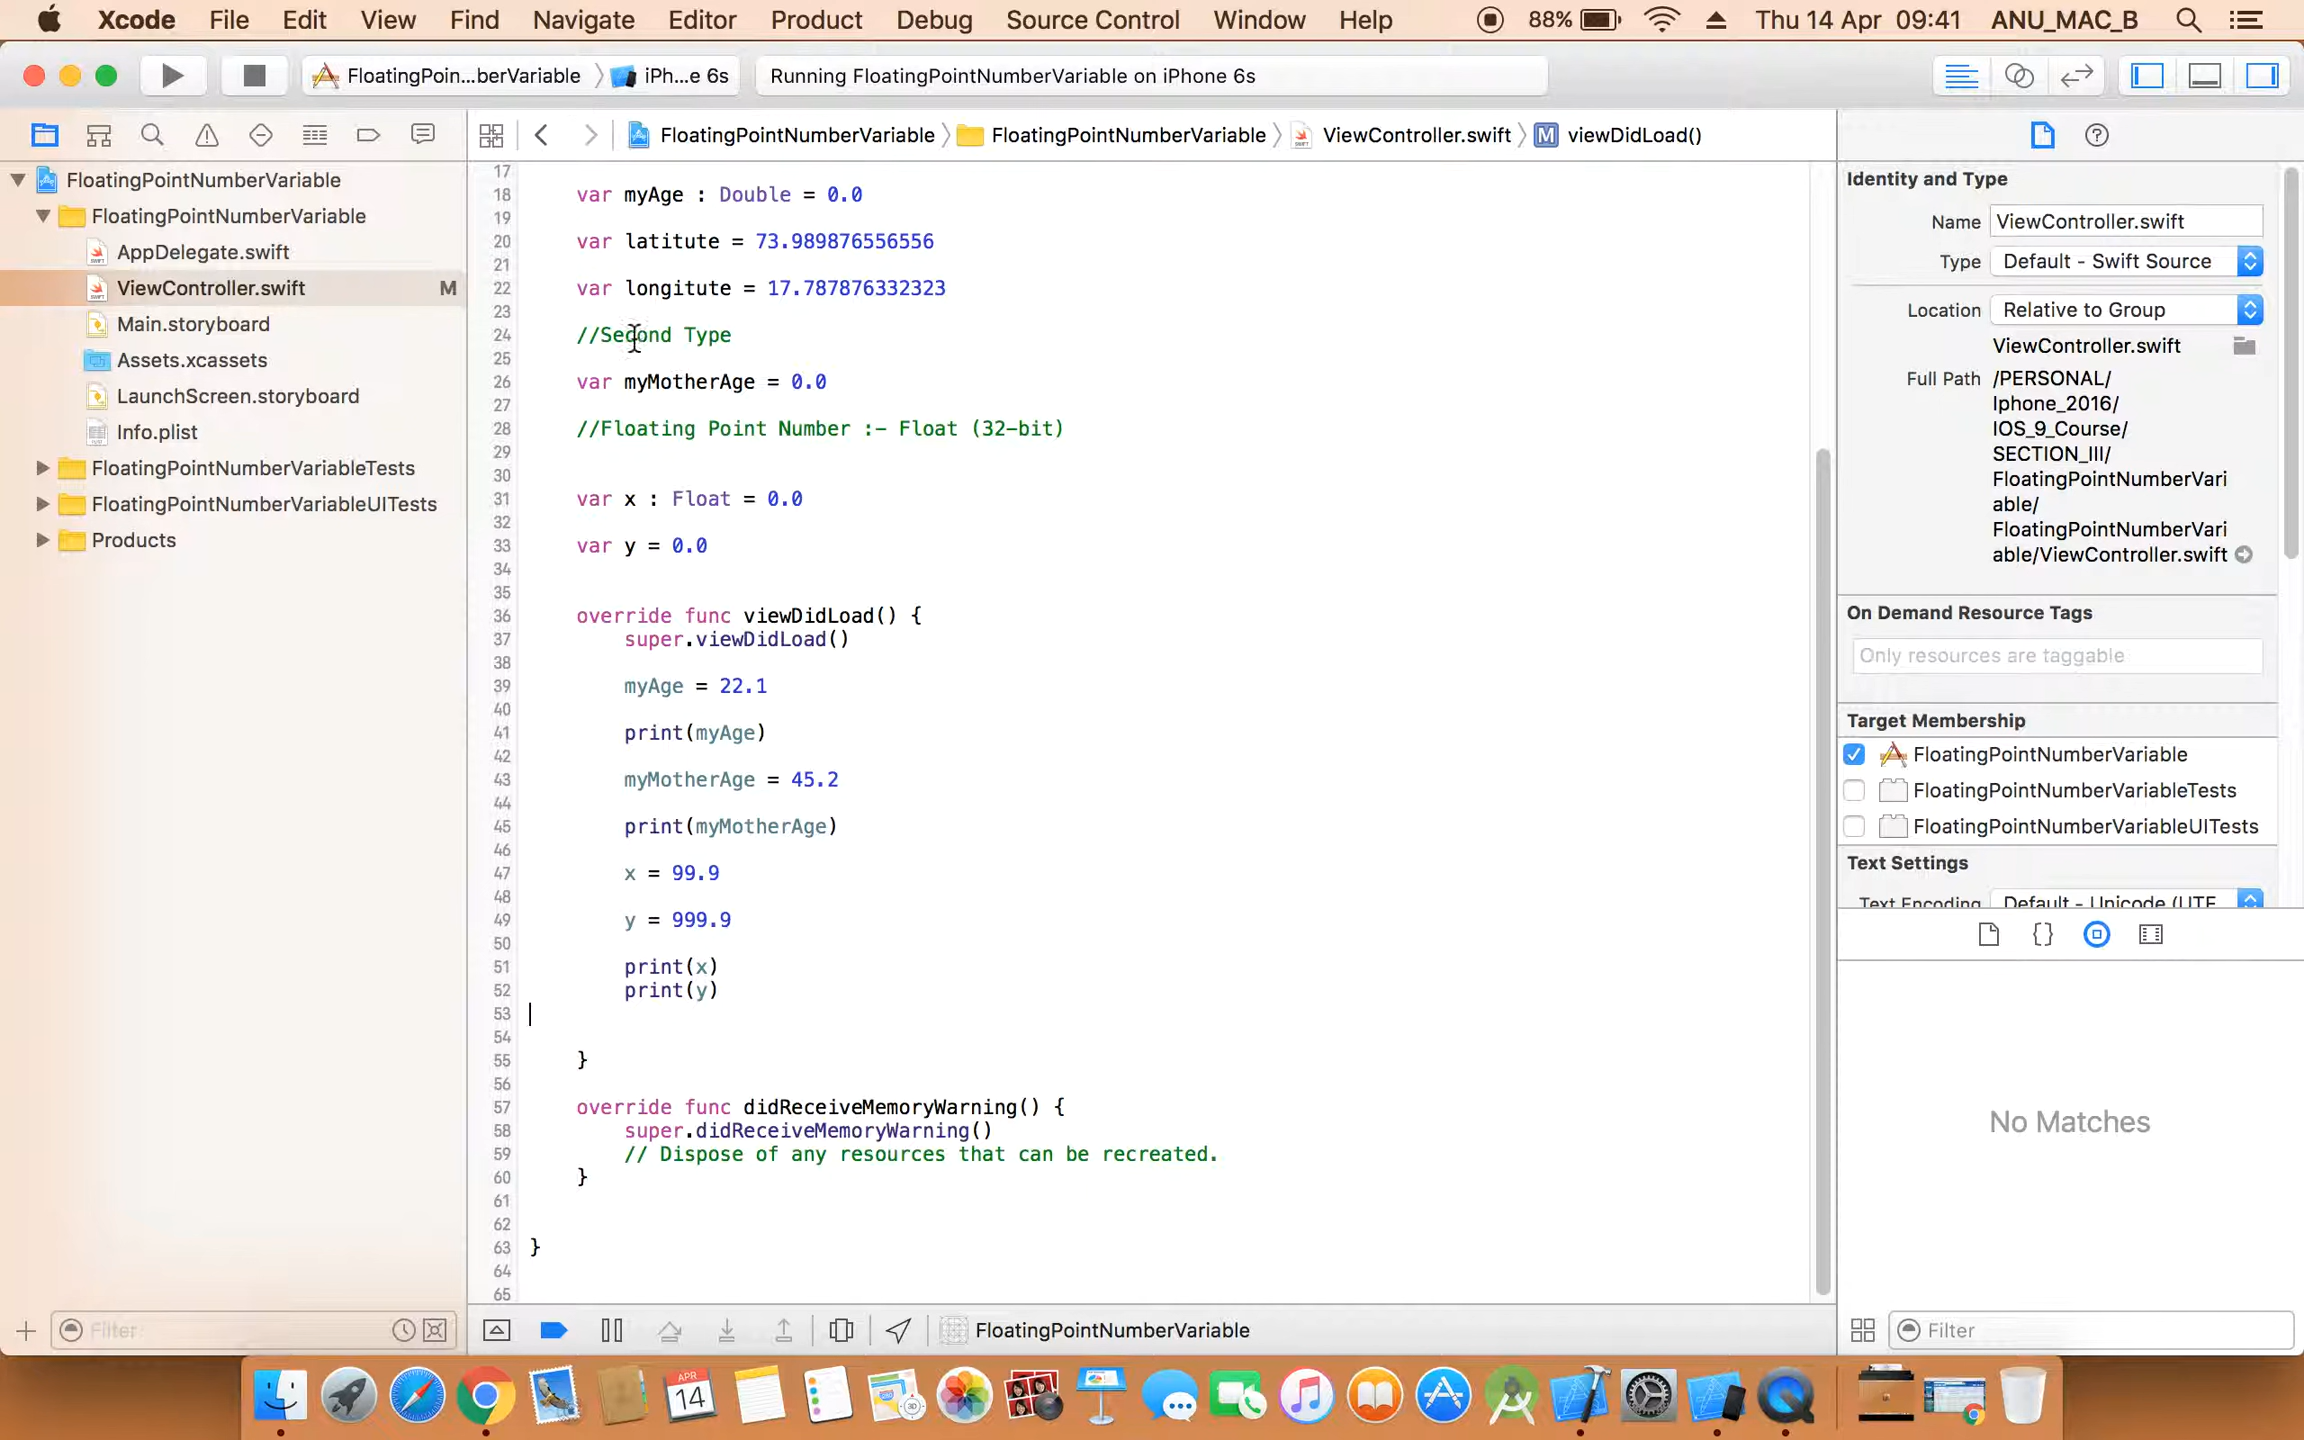 Xcode File Edit View Find Navigate Editor Product Debug Source Control Window Help 88% Thu 14 Apr 09:41 ANU_MAC_B
FloatingPoin...berVariable iPh...e 6s Running FloatingPointNumberVariable on iPhone 6s
FloatingPointNumberVariable FloatingPointNumberVariable ViewController.swift M viewDidLoad()
FloatingPointNumberVariable
FloatingPointNumberVariable
AppDelegate.swift
ViewController.swift M
Main.storyboard
Assets.xcassets
LaunchScreen.storyboard
Info.plist
FloatingPointNumberVariableTests
FloatingPointNumberVariableUITests
Products
Filter
17
18 var myAge : Double = 0.0
19
20 var latitute = 73.989876556556
21
22 var longitute = 17.787876332323
23
24 //Second Type
25
26 var myMotherAge = 0.0
27
28 //Floating Point Number :- Float (32-bit)
29
30
31 var x : Float = 0.0
32
33 var y = 0.0
34
35
36 override func viewDidLoad() {
37 super.viewDidLoad()
38
39 myAge = 22.1
40
41 print(myAge)
42
43 myMotherAge = 45.2
44
45 print(myMotherAge)
46
47 x = 99.9
48
49 y = 999.9
50
51 print(x)
52 print(y)
53
54
55 }
56
57 override func didReceiveMemoryWarning() {
58 super.didReceiveMemoryWarning()
59 // Dispose of any resources that can be recreated.
60 }
61
62
63 }
64
65
FloatingPointNumberVariable
Identity and Type
Name ViewController.swift
Type Default - Swift Source
Location Relative to Group
ViewController.swift
Full Path /PERSONAL/
Iphone_2016/
IOS_9_Course/
SECTION_III/
FloatingPointNumberVari
able/
FloatingPointNumberVari
able/ViewController.swift
On Demand Resource Tags
Only resources are taggable
Target Membership
FloatingPointNumberVariable
FloatingPointNumberVariableTests
FloatingPointNumberVariableUITests
Text Settings
Text Encoding Default - Unicode (UTF
No Matches
Filter
APR
14